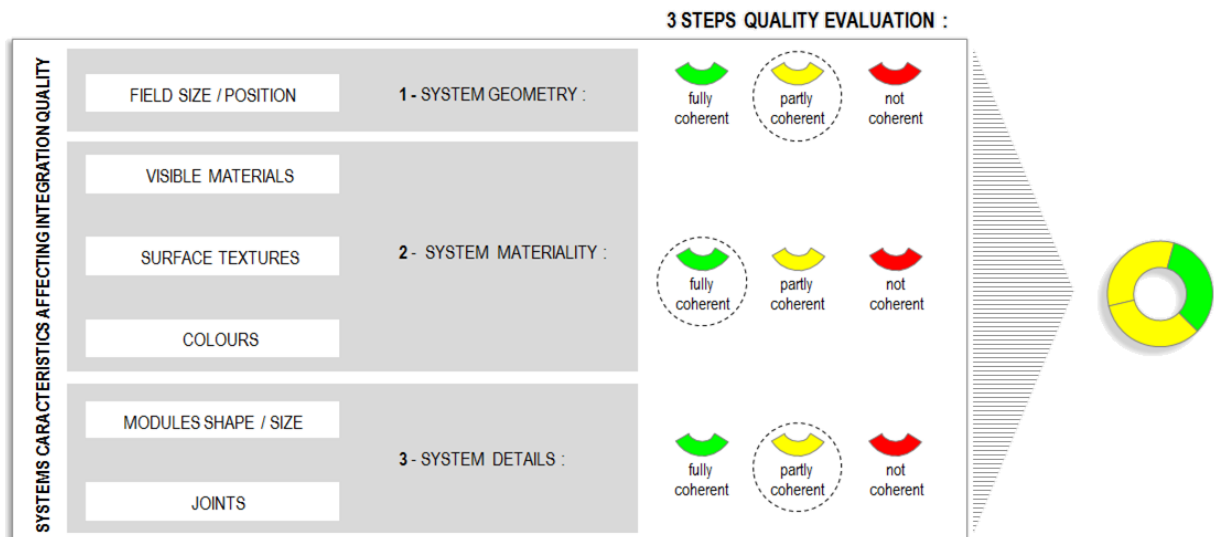 3 STEPS QUALITY EVALUATION :
SYSTEMS CARACTERISTICS AFFECTING INTEGRATION QUALITY
FIELD SIZE / POSITION
1 - SYSTEM GEOMETRY :
fully
coherent
partly
coherent
not
coherent
VISIBLE MATERIALS
SURFACE TEXTURES
COLOURS
2 - SYSTEM MATERIALITY :
fully
coherent
partly
coherent
not
coherent
MODULES SHAPE / SIZE
JOINTS
3 - SYSTEM DETAILS :
fully
coherent
partly
coherent
not
coherent